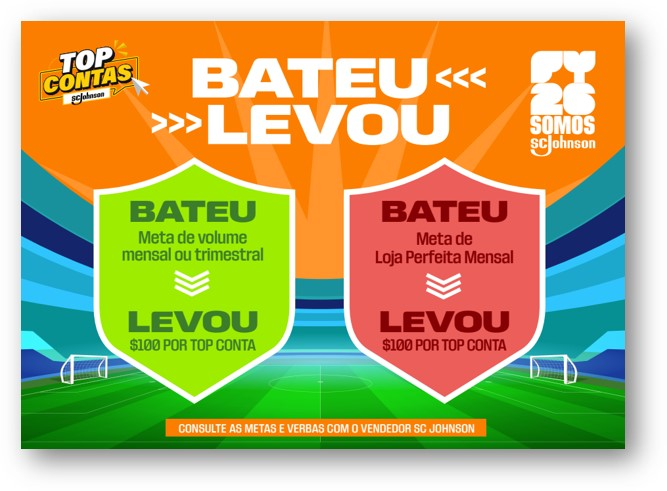 TOP
CONTAS
SC Johnson
BATEU <<<
>>> LEVOU
FY
26
SOMOS
SC Johnson
BATEU
Meta de volume
mensal ou trimestral
LEVOU
$100 POR TOP CONTA
BATEU
Meta de
Loja Perfeita Mensal
LEVOU
$100 POR TOP CONTA
CONSULTE AS METAS E VERBAS COM O VENDEDOR SC JOHNSON